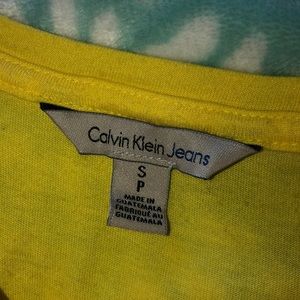 Calvin Klein Jeans
S
P
MADE IN
GUATEMALA
FABRIQUÉ AU
GUATEMALA